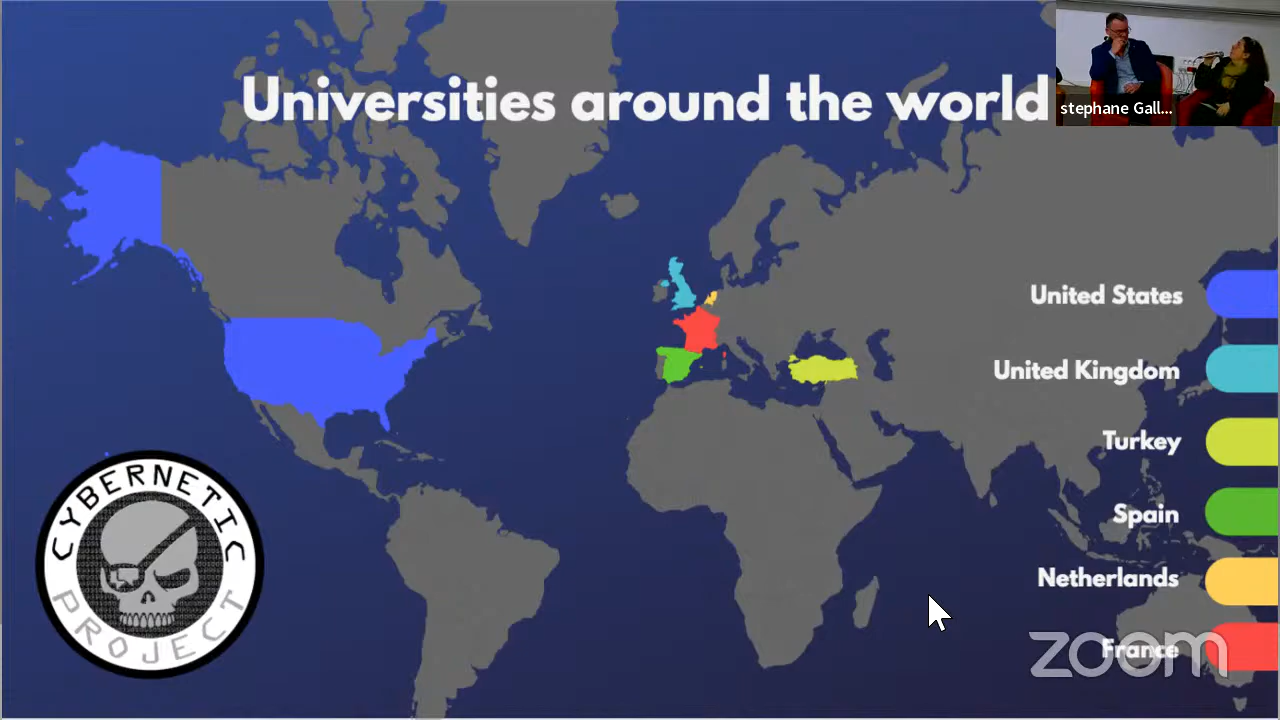 Universities around the world
stephane Gall...
United States
United Kingdom
Turkey
Spain
Netherlands
France
zoom
CYBERNETIC
PROJECT